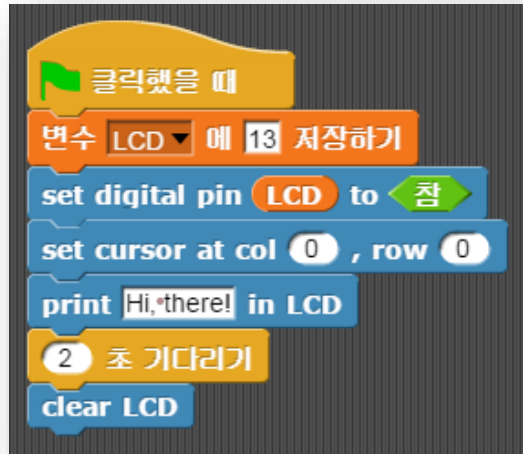 클릭했을 때
변수 LCD 에 13 저장하기
set digital pin LCD to 참
set cursor at col 0 , row 0
print Hi, there! in LCD
2 초 기다리기
clear LCD